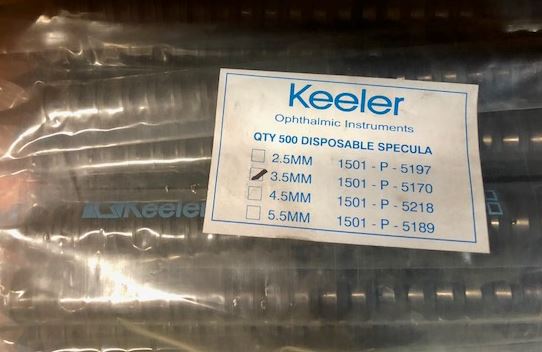 Keeler
Ophthalmic Instruments
QTY 500 DISPOSABLE SPECULA
2.5MM 1501 - P - 5197
3.5MM 1501 - P - 5170
4.5MM 1501 - P - 5218
5.5MM 1501 - P - 5189
Keeler